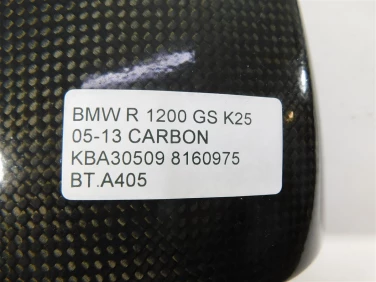 BMW R 1200 GS K25
05-13 CARBON
KBA30509 8160975
BT.A405